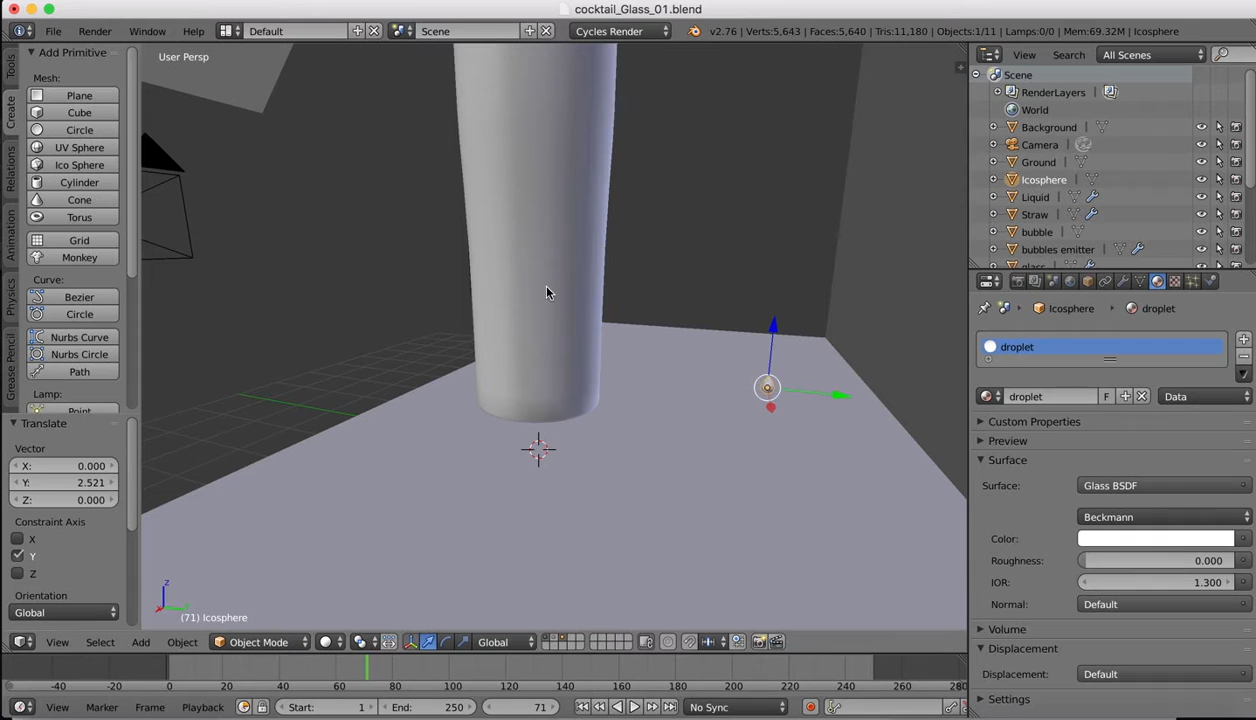 cocktail_Glass_01.blend
File Render Window Help Default Scene Cycles Render v2.76 | Verts:5,643 | Faces:5,640 | Tris:11,180 | Objects:1/11 | Lamps:0/0 | Mem:69.32M | Icosphere
Tools
Create
Relations
Animation
Physics
Grease Pencil
Add Primitive
Mesh:
Plane
Cube
Circle
UV Sphere
Ico Sphere
Cylinder
Cone
Torus
Grid
Monkey
Curve:
Bezier
Circle
Nurbs Curve
Nurbs Circle
Path
Lamp:
Point
Translate
Vector
X: 0.000
Y: 2.521
Z: 0.000
Constraint Axis
X
Y
Z
Orientation
Global
User Persp
z
(71) Icosphere
View Search All Scenes
Scene
RenderLayers
World
Background
Camera
Ground
Icosphere
Liquid
Straw
bubble
bubbles emitter
glass
Icosphere droplet
droplet
droplet F Data
Custom Properties
Preview
Surface
Surface: Glass BSDF
Beckmann
Color:
Roughness: 0.000
IOR: 1.300
Normal: Default
Volume
Displacement
Displacement: Default
Settings
View Select Add Object Object Mode Global
-40 -20 0 20 40 60 80 100 120 140 160 180 200 220 240 260 280
View Marker Frame Playback Start: 1 End: 250 71 No Sync